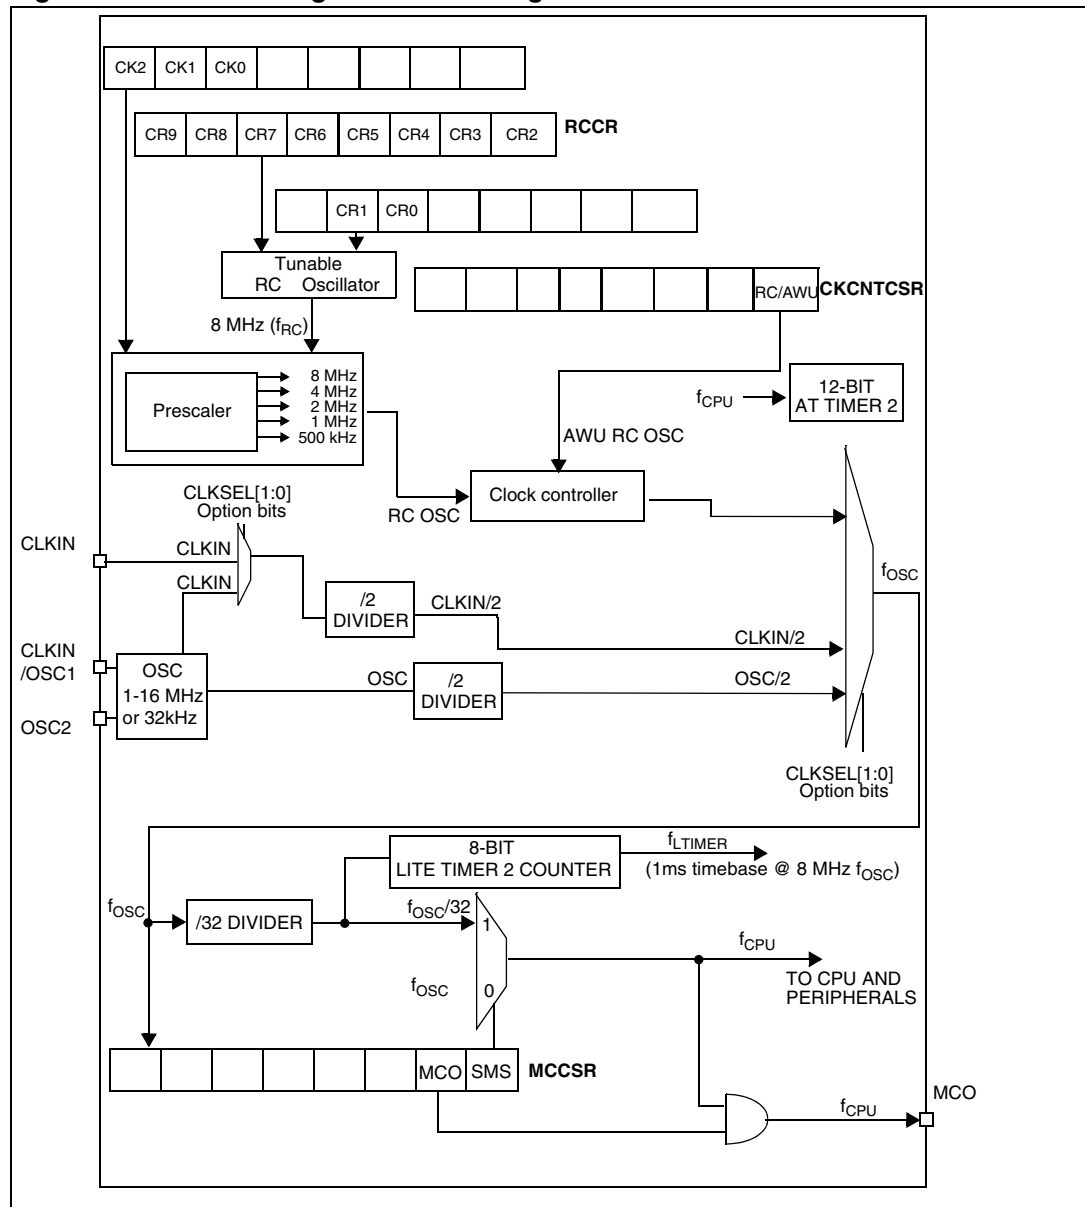 CK2 CK1 CK0
CR9 CR8 CR7 CR6 CR5 CR4 CR3 CR2 RCCR
CR1 CR0
Tunable
RC Oscillator
RC/AWU CKCNTCSR
8 MHz (fRC)
Prescaler
8 MHz
4 MHz
2 MHz
1 MHz
500 kHz
fCPU
12-BIT
AT TIMER 2
AWU RC OSC
Clock controller
RC OSC
CLKSEL[1:0]
Option bits
CLKIN
CLKIN
CLKIN
/2
DIVIDER
CLKIN/2
CLKIN/2
fOSC
CLKIN
/OSC1
OSC2
OSC
1-16 MHz
or 32kHz
OSC
/2
DIVIDER
OSC/2
CLKSEL[1:0]
Option bits
8-BIT
LITE TIMER 2 COUNTER
fLTIMER
(1ms timebase @ 8 MHz fOSC)
fOSC
/32 DIVIDER
fOSC/32
1
fOSC
0
fCPU
TO CPU AND
PERIPHERALS
MCO SMS MCCSR
fCPU
MCO